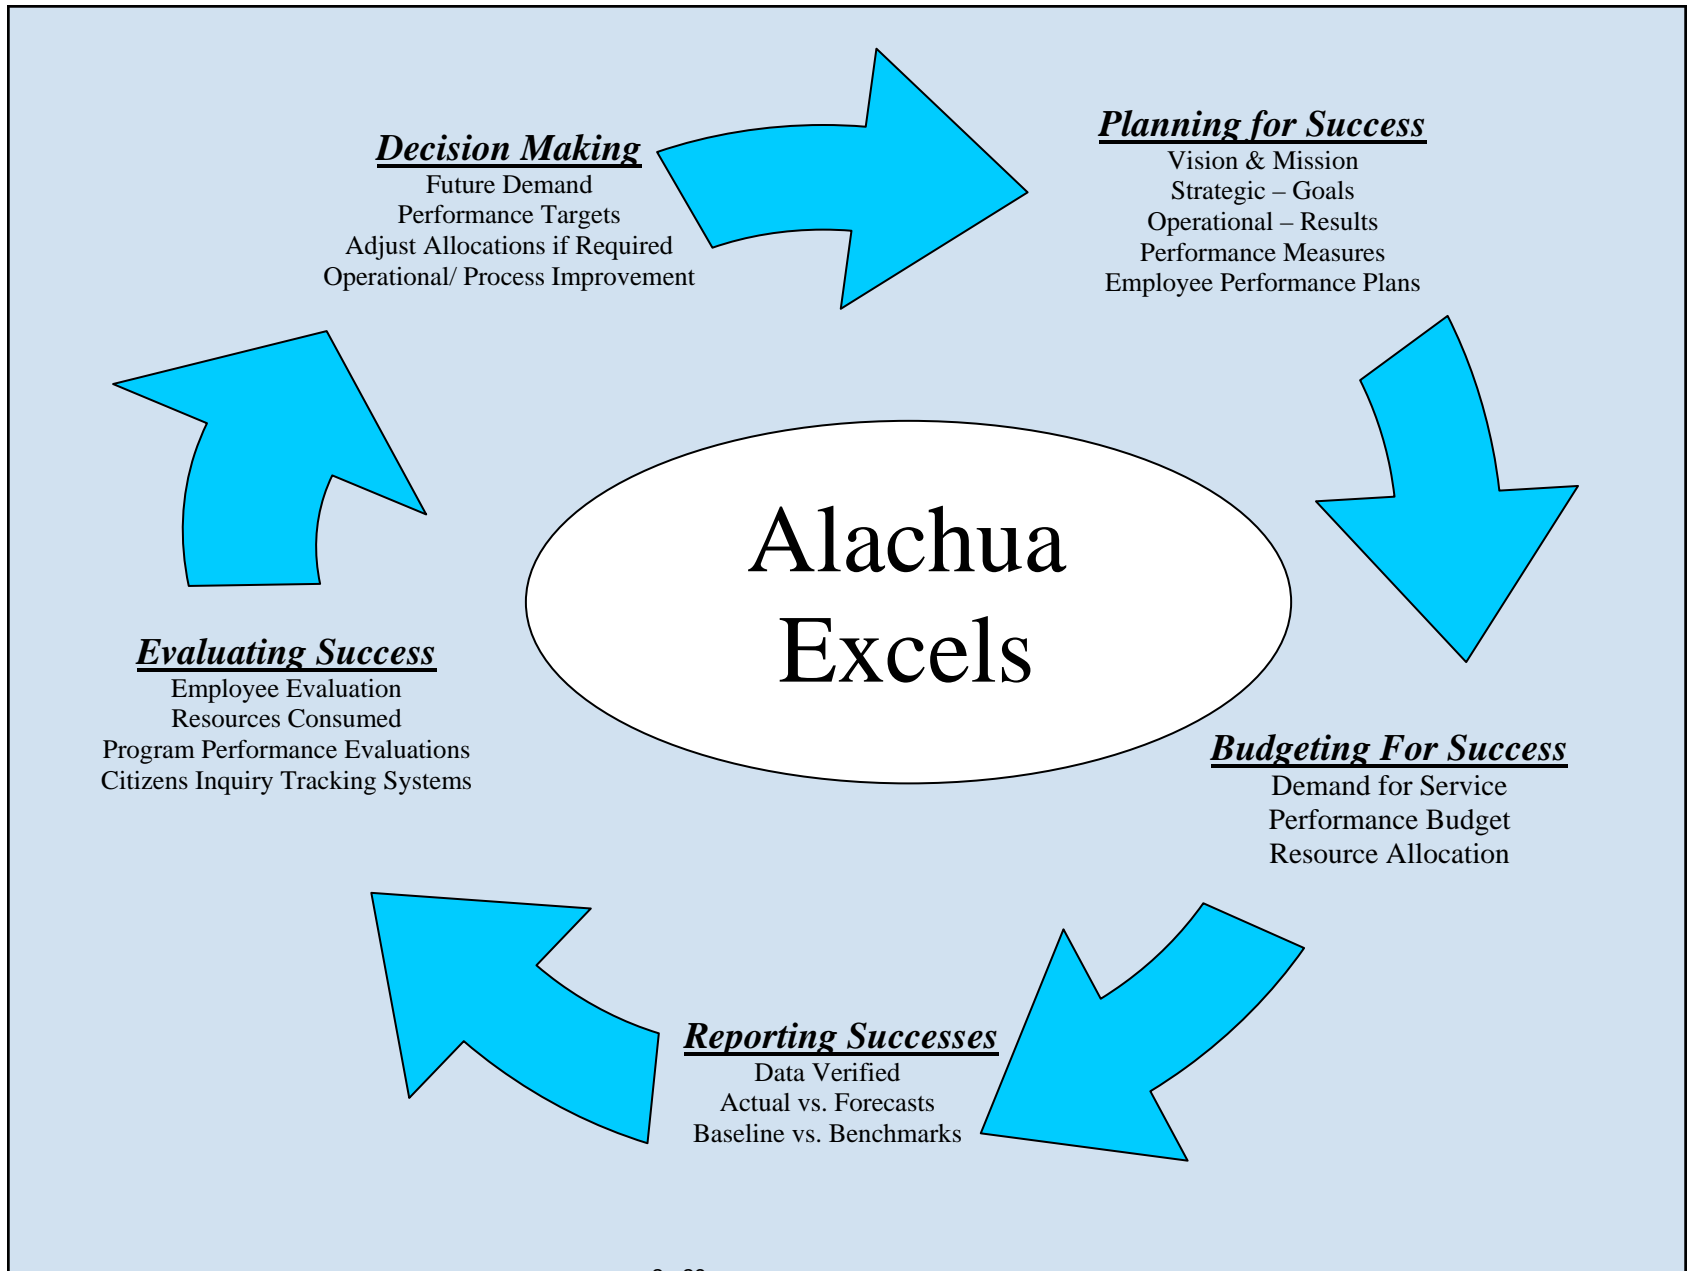 Decision Making
Future Demand
Performance Targets
Adjust Allocations if Required
Operational/ Process Improvement
Planning for Success
Vision & Mission
Strategic – Goals
Operational – Results
Performance Measures
Employee Performance Plans
Alachua
Excels
Evaluating Success
Employee Evaluation
Resources Consumed
Program Performance Evaluations
Citizens Inquiry Tracking Systems
Budgeting For Success
Demand for Service
Performance Budget
Resource Allocation
Reporting Successes
Data Verified
Actual vs. Forecasts
Baseline vs. Benchmarks